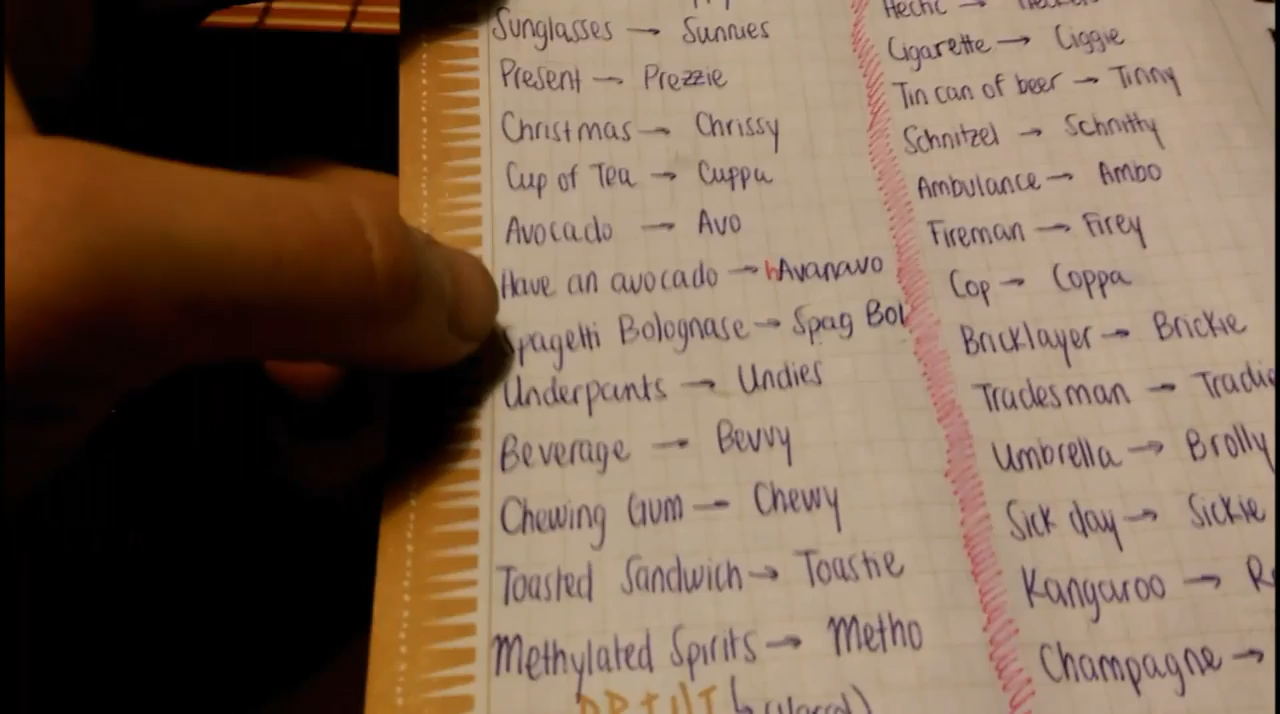 Sunglasses → Sunnies
Present → Prezzie
Christmas → Chrissy
Cup of Tea → Cuppa
Avocado → Avo
Have an avocado → hAvanavo
Spagetti Bolognase → Spag Bol
Underpants → Undies
Beverage → Bevvy
Chewing Gum → Chewy
Toasted Sandwich → Toastie
Methylated Spirits → Metho
Hectic →
Cigarette → Ciggie
Tin can of beer → Tinny
Schnitzel → Schnitty
Ambulance → Ambo
Fireman → Firey
Cop → Coppa
Bricklayer → Brickie
Tradesman → Tradie
Umbrella → Brolly
Sick day → Sickie
Kangaroo → R
Champagne →